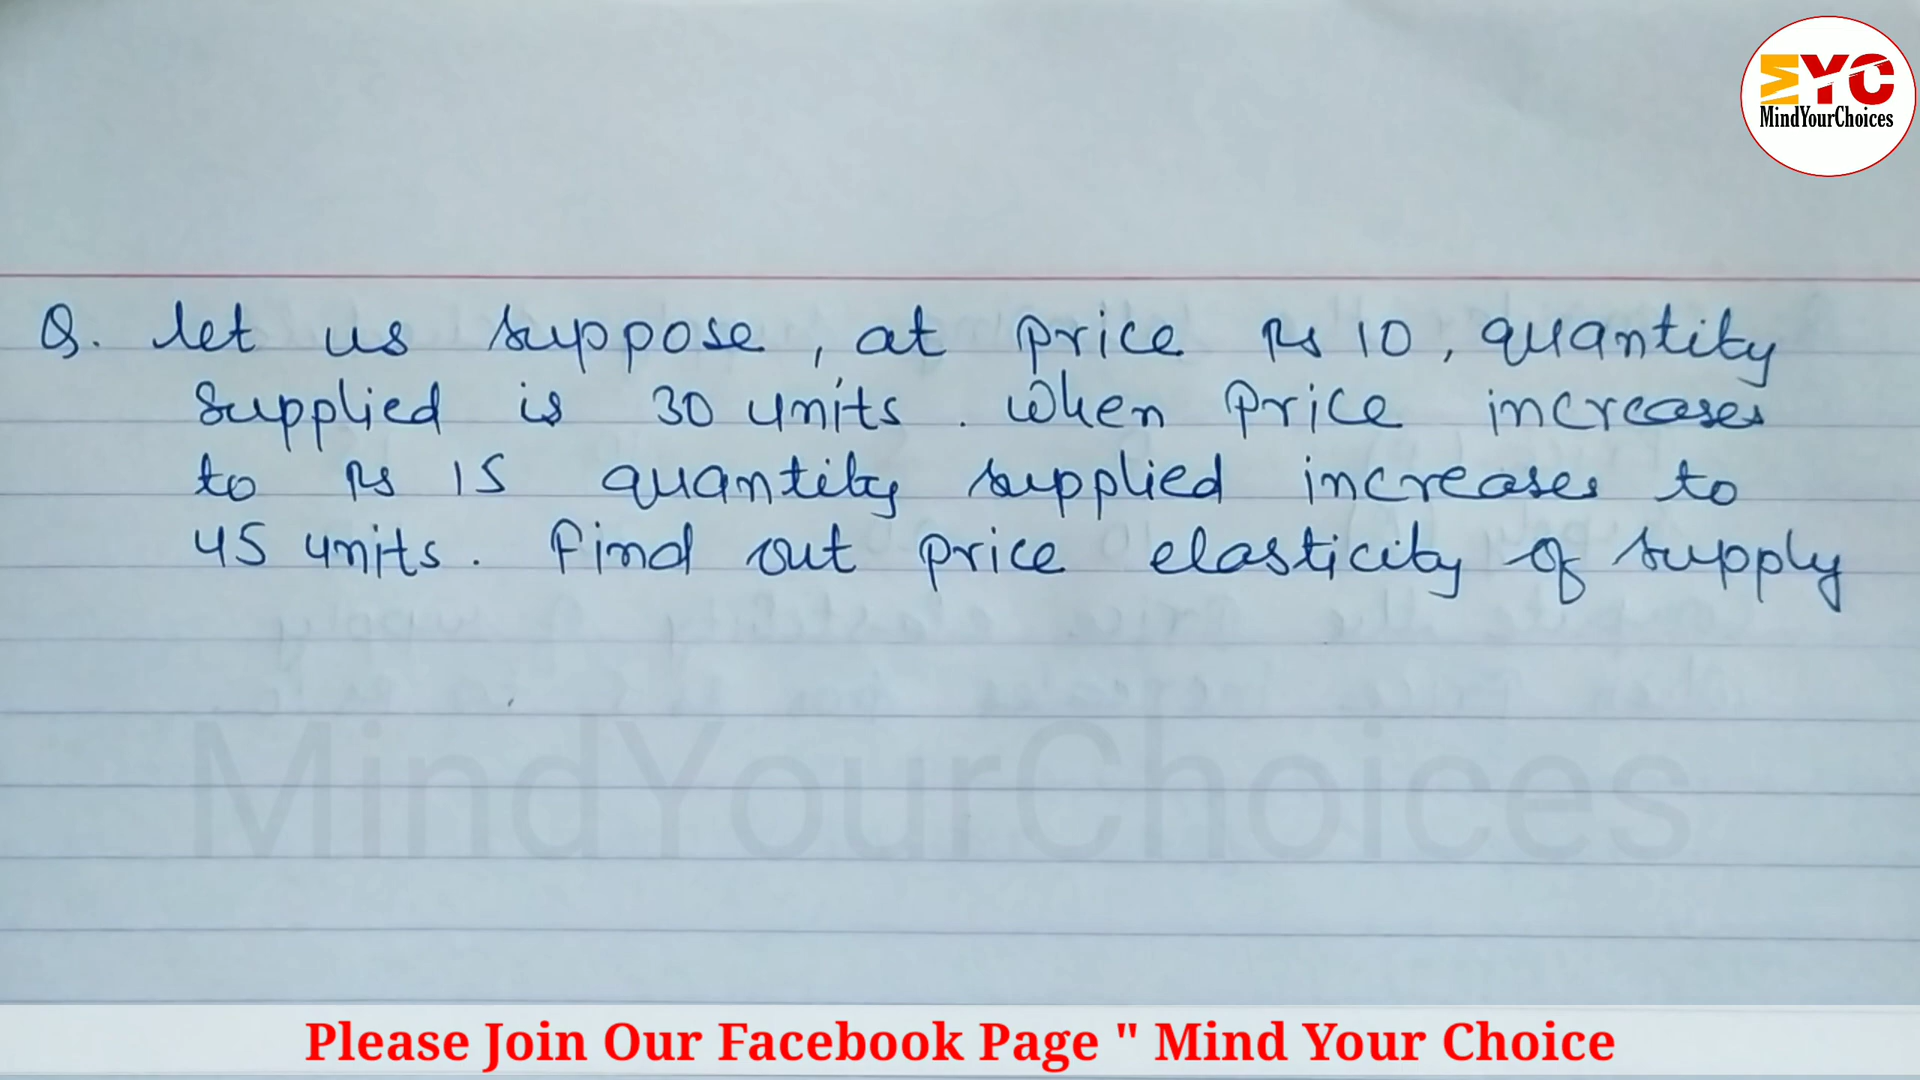 MYC
MindYourChoices
Q. let us suppose, at price Rs 10, quantity
supplied is 30 units. When price increases
to Rs 15 quantity supplied increases to
45 units. Find out price elasticity of supply
MindYourChoices
Please Join Our Facebook Page " Mind Your Choice